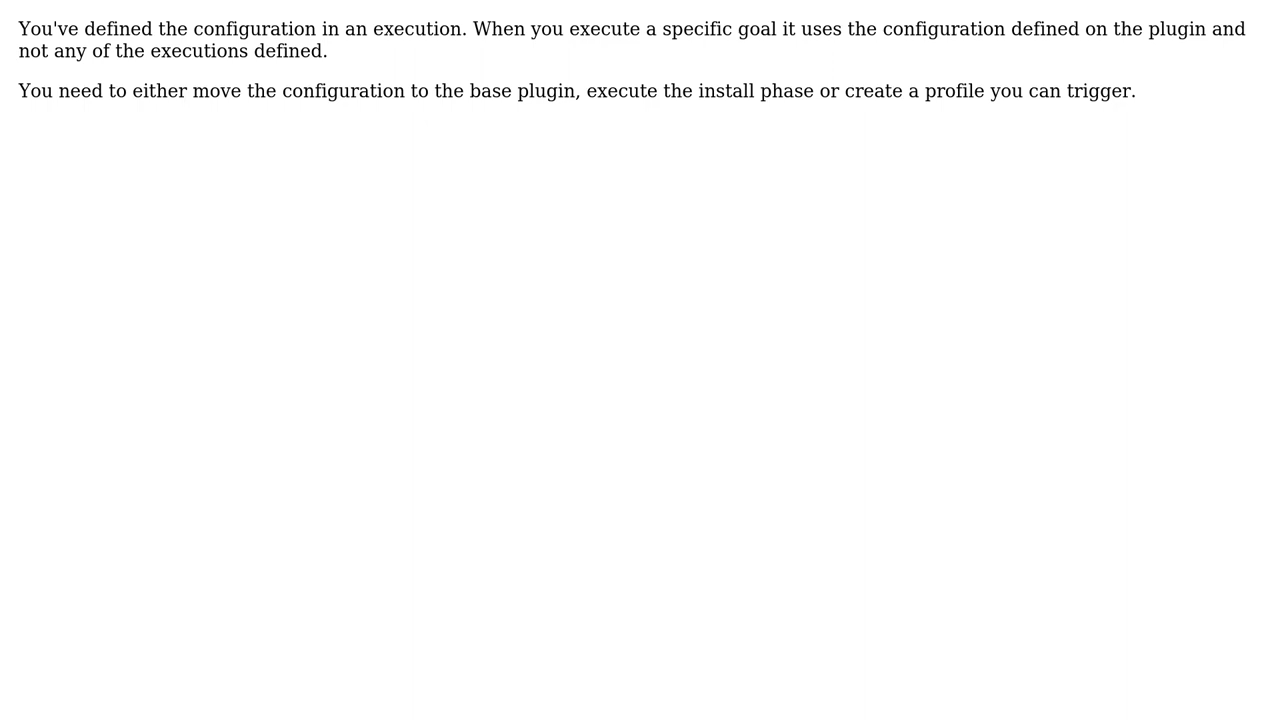 You've defined the configuration in an execution. When you execute a specific goal it uses the configuration defined on the plugin and
not any of the executions defined.
You need to either move the configuration to the base plugin, execute the install phase or create a profile you can trigger.